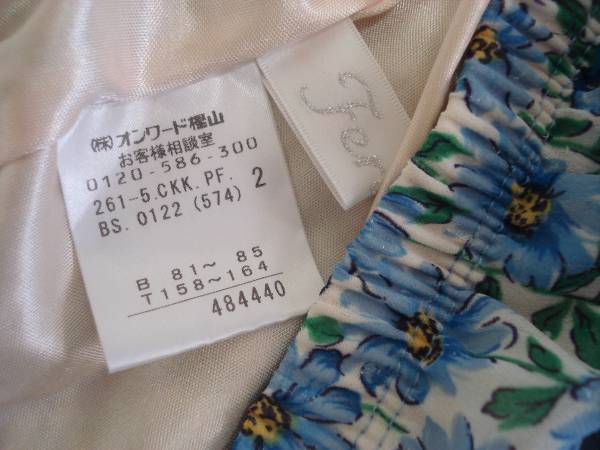 (株)オンワード樫山
お客様相談室
0120-586-300
261-5.CKK.PF.
BS. 0122 (574) 2
B 81～ 85
T 158～164
484440